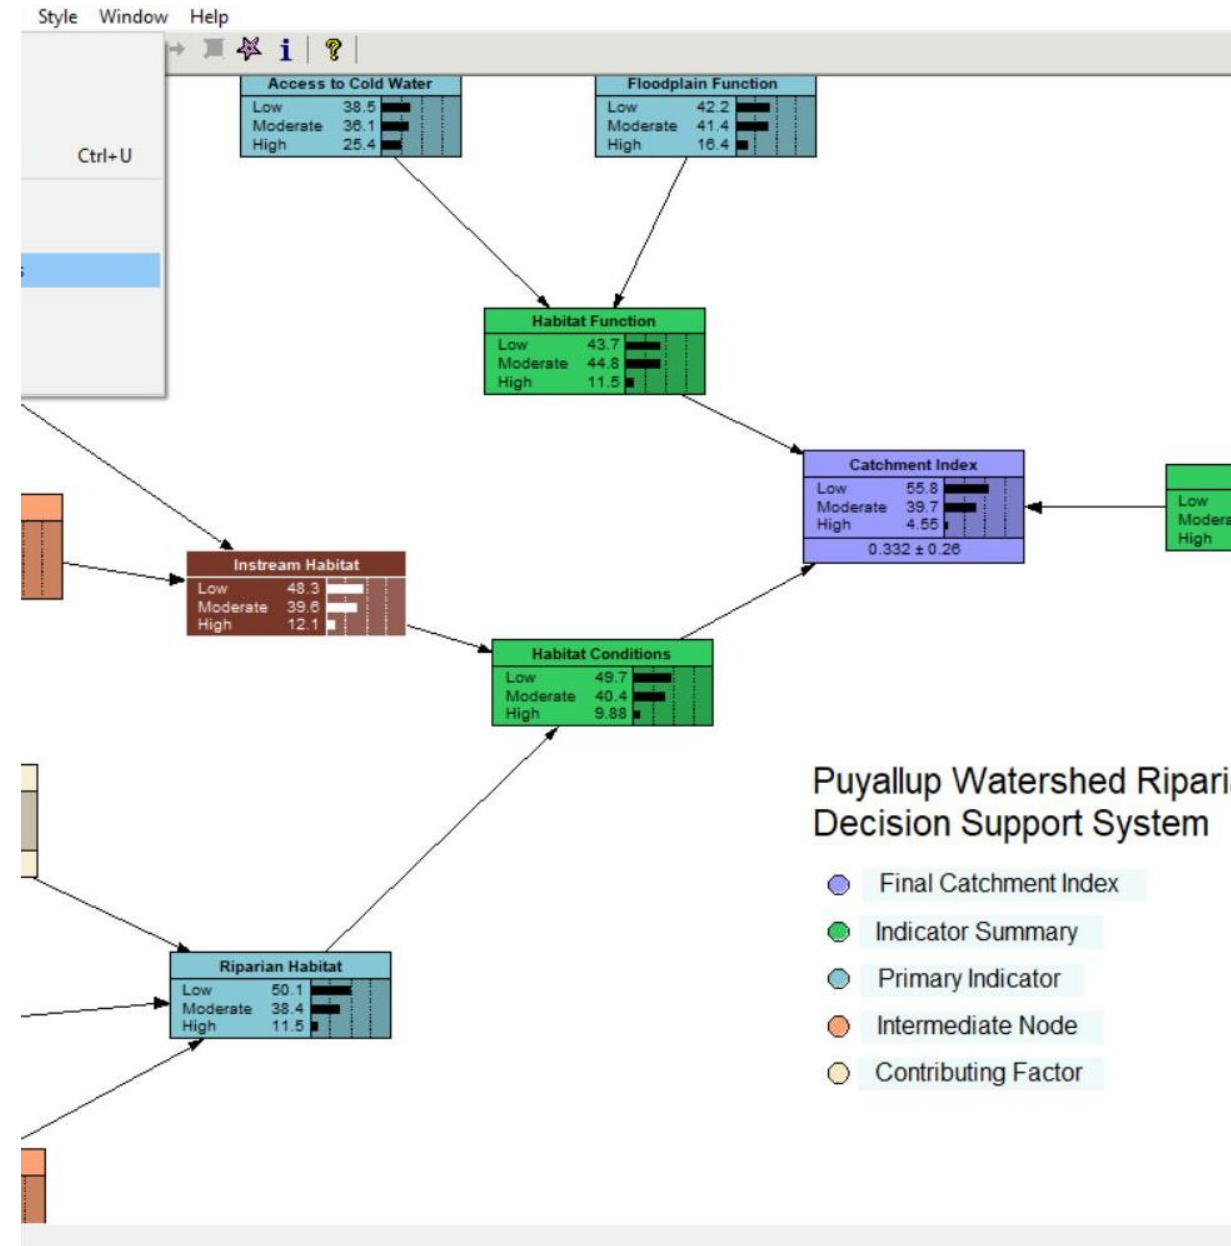 Style Window Help
Ctrl+U
Access to Cold Water
Low 38.5
Moderate 36.1
High 25.4
Floodplain Function
Low 42.2
Moderate 41.4
High 16.4
Habitat Function
Low 43.7
Moderate 44.8
High 11.5
Catchment Index
Low 55.8
Moderate 39.7
High 4.55
0.332 ± 0.26
Low
Modera
High
Instream Habitat
Low 48.3
Moderate 39.6
High 12.1
Habitat Conditions
Low 49.7
Moderate 40.4
High 9.88
Riparian Habitat
Low 50.1
Moderate 38.4
High 11.5
Puyallup Watershed Ripari
Decision Support System
Final Catchment Index
Indicator Summary
Primary Indicator
Intermediate Node
Contributing Factor